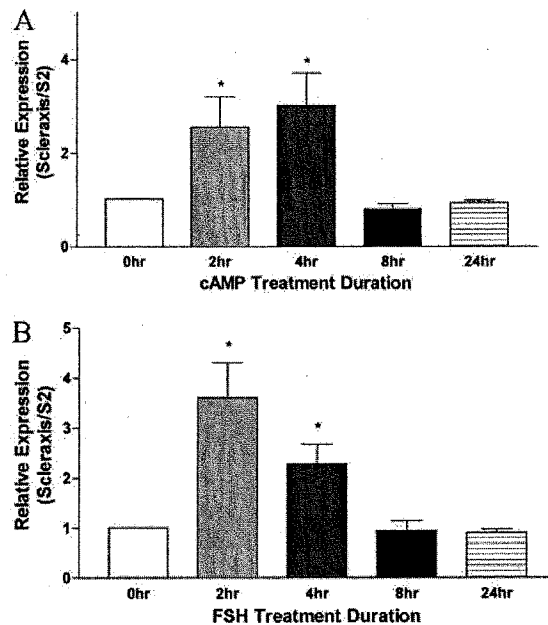 A
Relative Expression
(Scleraxis/S2)
4
2
0
*
*
0hr
2hr
4hr
8hr
24hr
cAMP Treatment Duration
B
Relative Expression
(Scleraxis/S2)
5
4
3
2
1
0
*
*
0hr
2hr
4hr
8hr
24hr
FSH Treatment Duration